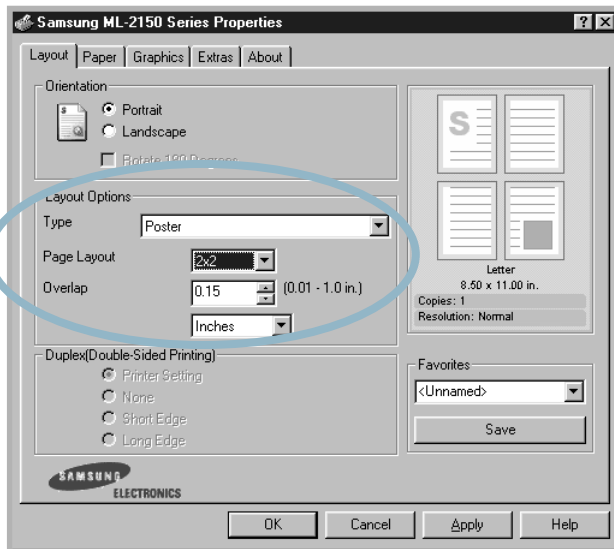 Samsung ML-2150 Series Properties
Layout Paper Graphics Extras About
Orientation
Portrait
Landscape
Rotate 180 Degrees
Layout Options
Type Poster
Page Layout 2x2
Overlap 0.15 (0.01 - 1.0 in.)
Inches
Duplex(Double-Sided Printing)
Printer Setting
None
Short Edge
Long Edge
S
Letter
8.50 x 11.00 in.
Copies: 1
Resolution: Normal
Favorites
<Unnamed>
Save
SAMSUNG
ELECTRONICS
OK Cancel Apply Help